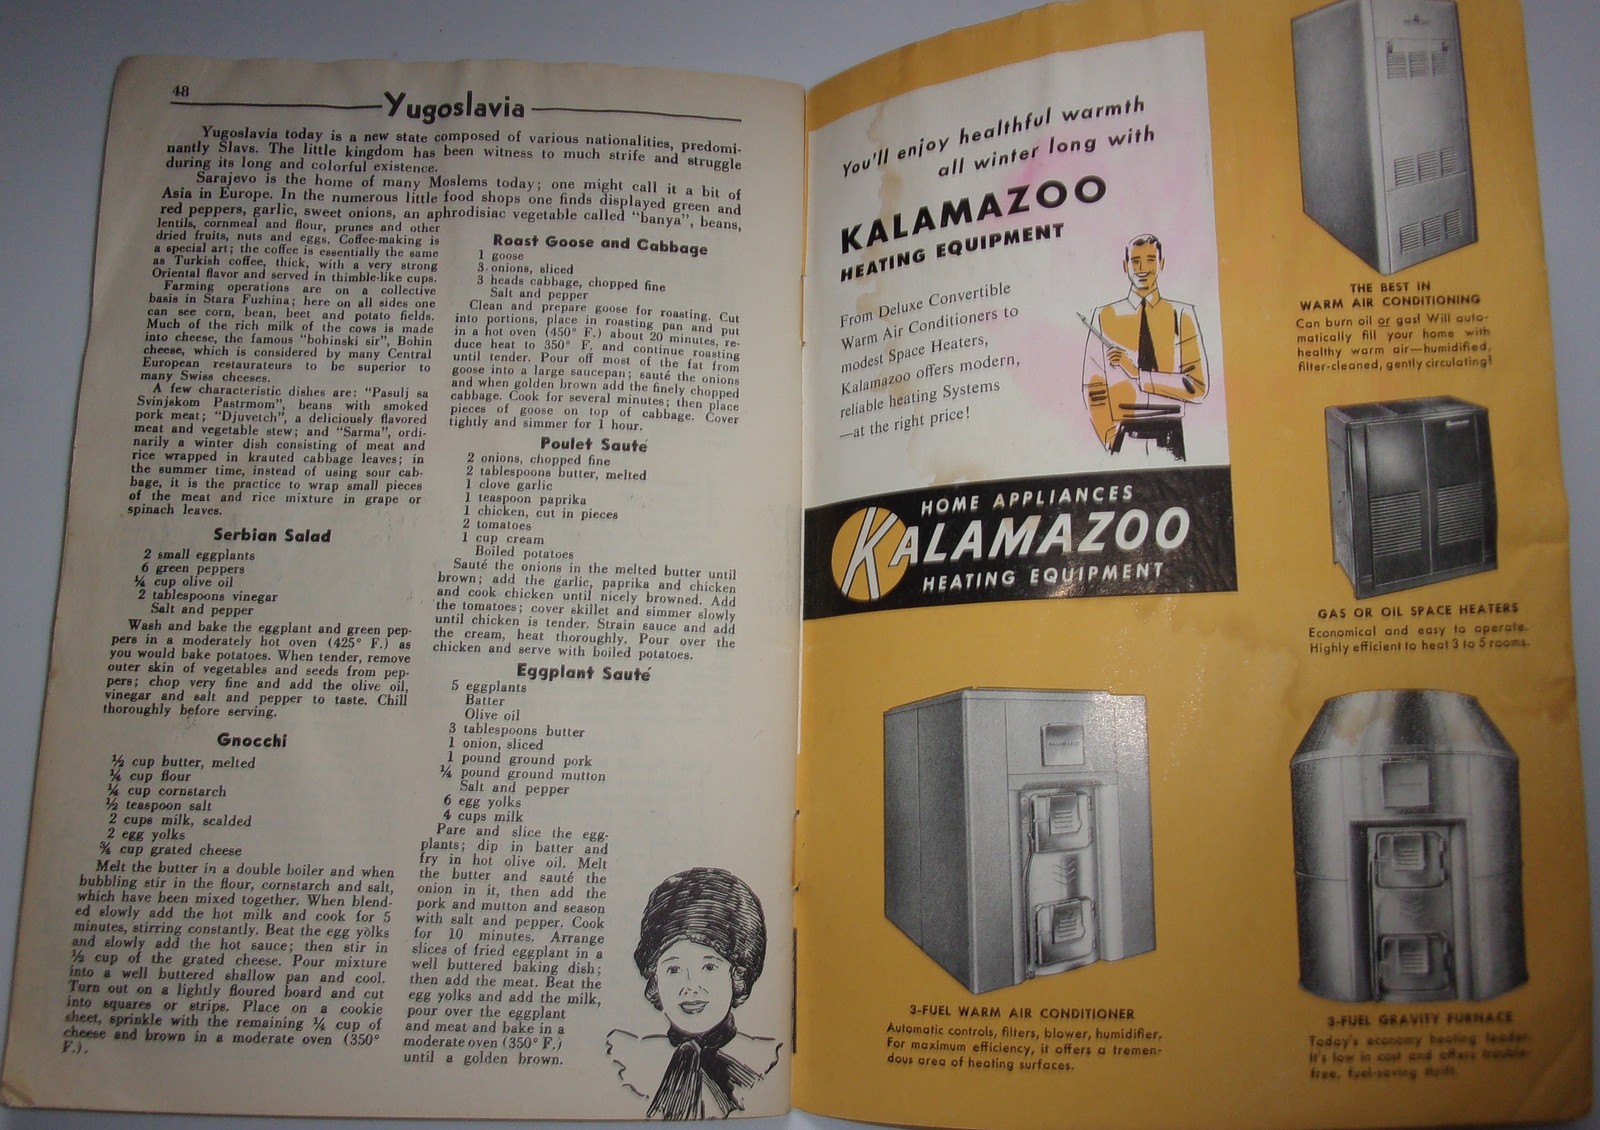 48
Yugoslavia
Yugoslavia today is a new state composed of various nationalities, predomi-
nantly Slavs. The little kingdom has been witness to much strife and struggle
during its long and colorful existence.
Sarajevo is the home of many Moslems today; one might call it a bit of
Asia in Europe. In the numerous little food shops one finds displayed green and
red peppers, garlic, sweet onions, an aphrodisiac vegetable called "banya", beans,
lentils, cornmeal and flour, prunes and other
dried fruits, nuts and eggs. Coffee-making is
a special art; the coffee is essentially the same
as Turkish coffee, thick, with a very strong
Oriental flavor and served in thimble-like cups.
Farming operations are on a collective
basis in Stara Fuzhina; here on all sides one
can see corn, bean, beet and potato fields.
Much of the rich milk of the cows is made
into cheese, the famous "bohinski sir", Bohin
cheese, which is considered by many Central
European restaurateurs to be superior to
many Swiss cheeses.
A few characteristic dishes are: "Pasulj sa
Svinjskom Pastrmom", beans with smoked
pork meat; "Djuvetch", a deliciously flavored
meat and vegetable stew; and "Sarma", ordi-
narily a winter dish consisting of meat and
rice wrapped in krauted cabbage leaves; in
the summer time, instead of using sour cab-
bage, it is the practice to wrap small pieces
of the meat and rice mixture in grape or
spinach leaves.
Serbian Salad
2 small eggplants
6 green peppers
¼ cup olive oil
2 tablespoons vinegar
Salt and pepper
Wash and bake the eggplant and green pep-
pers in a moderately hot oven (425° F.) as
you would bake potatoes. When tender, remove
outer skin of vegetables and seeds from pep-
pers; chop very fine and add the olive oil,
vinegar and salt and pepper to taste. Chill
thoroughly before serving.
Gnocchi
½ cup butter, melted
¼ cup flour
¼ cup cornstarch
½ teaspoon salt
2 cups milk, scalded
2 egg yolks
¾ cup grated cheese
Melt the butter in a double boiler and when
bubbling stir in the flour, cornstarch and salt,
which have been mixed together. When blend-
ed slowly add the hot milk and cook for 5
minutes, stirring constantly. Beat the egg yolks
and slowly add the hot sauce; then stir in
½ cup of the grated cheese. Pour mixture
into a well buttered shallow pan and cool.
Turn out on a lightly floured board and cut
into squares or strips. Place on a cookie
sheet, sprinkle with the remaining ¼ cup of
cheese and brown in a moderate oven (350°
F.).
Roast Goose and Cabbage
1 goose
3 onions, sliced
3 heads cabbage, chopped fine
Salt and pepper
Clean and prepare goose for roasting. Cut
into portions, place in roasting pan and put
in a hot oven (450° F.) about 20 minutes, re-
duce heat to 350° F. and continue roasting
until tender. Pour off most of the fat from
goose into a large saucepan; sauté the onions
and when golden brown add the finely chopped
cabbage. Cook for several minutes; then place
pieces of goose on top of cabbage. Cover
tightly and simmer for 1 hour.
Poulet Sauté
2 onions, chopped fine
2 tablespoons butter, melted
1 clove garlic
1 teaspoon paprika
1 chicken, cut in pieces
2 tomatoes
1 cup cream
Boiled potatoes
Sauté the onions in the melted butter until
brown; add the garlic, paprika and chicken
and cook chicken until nicely browned. Add
the tomatoes; cover skillet and simmer slowly
until chicken is tender. Strain sauce and add
the cream, heat thoroughly. Pour over the
chicken and serve with boiled potatoes.
Eggplant Sauté
5 eggplants
Batter
Olive oil
3 tablespoons butter
1 onion, sliced
1 pound ground pork
¼ pound ground mutton
Salt and pepper
6 egg yolks
4 cups milk
Pare and slice the egg-
plants; dip in batter and
fry in hot olive oil. Melt
the butter and sauté the
onion in it, then add the
pork and mutton and season
with salt and pepper. Cook
for 10 minutes. Arrange
slices of fried eggplant in a
well buttered baking dish;
then add the meat. Beat the
egg yolks and add the milk,
pour over the eggplant
and meat and bake in a
moderate oven (350° F.)
until a golden brown.
You'll enjoy healthful warmth
all winter long with
KALAMAZOO
HEATING EQUIPMENT
From Deluxe Convertible
Warm Air Conditioners to
modest Space Heaters,
Kalamazoo offers modern,
reliable heating Systems
—at the right price!
HOME APPLIANCES
KALAMAZOO
HEATING EQUIPMENT
THE BEST IN
WARM AIR CONDITIONING
Can burn oil or gas! Will auto-
matically fill your home with
healthy warm air—humidified,
filter-cleaned, gently circulating!
GAS OR OIL SPACE HEATERS
Economical and easy to operate.
Highly efficient to heat 3 to 5 rooms.
3-FUEL WARM AIR CONDITIONER
Automatic controls, filters, blower, humidifier.
For maximum efficiency, it offers a tremen-
dous area of heating surfaces.
3-FUEL GRAVITY FURNACE
Today's economy heating leader.
It's low in cost and offers trouble-
free, fuel-saving thrift.